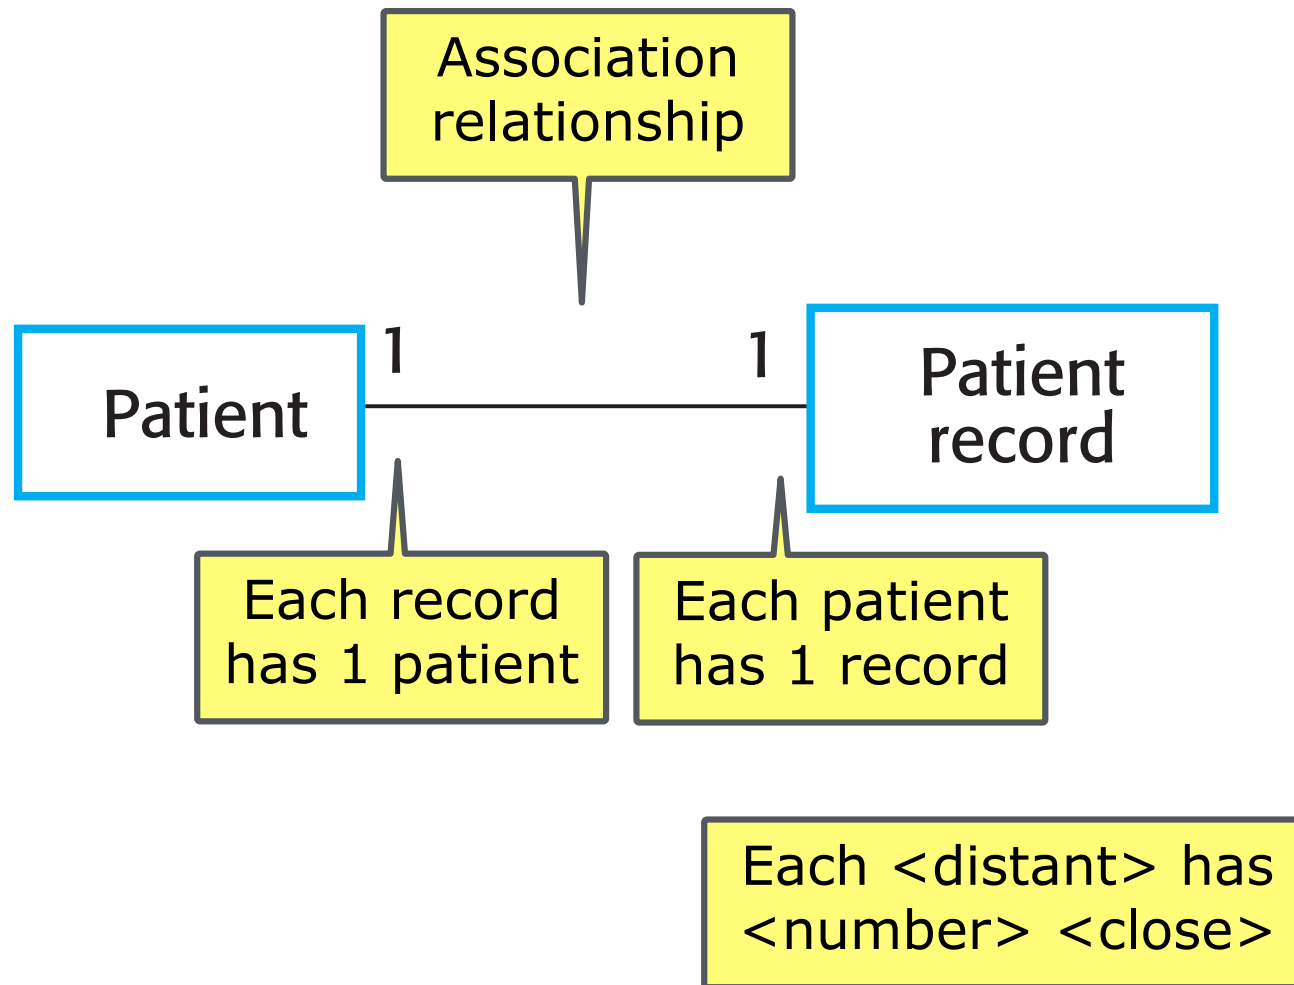 Association
relationship
1
1
Patient
Patient
record
Each record
has 1 patient
Each patient
has 1 record
Each <distant> has
<number> <close>